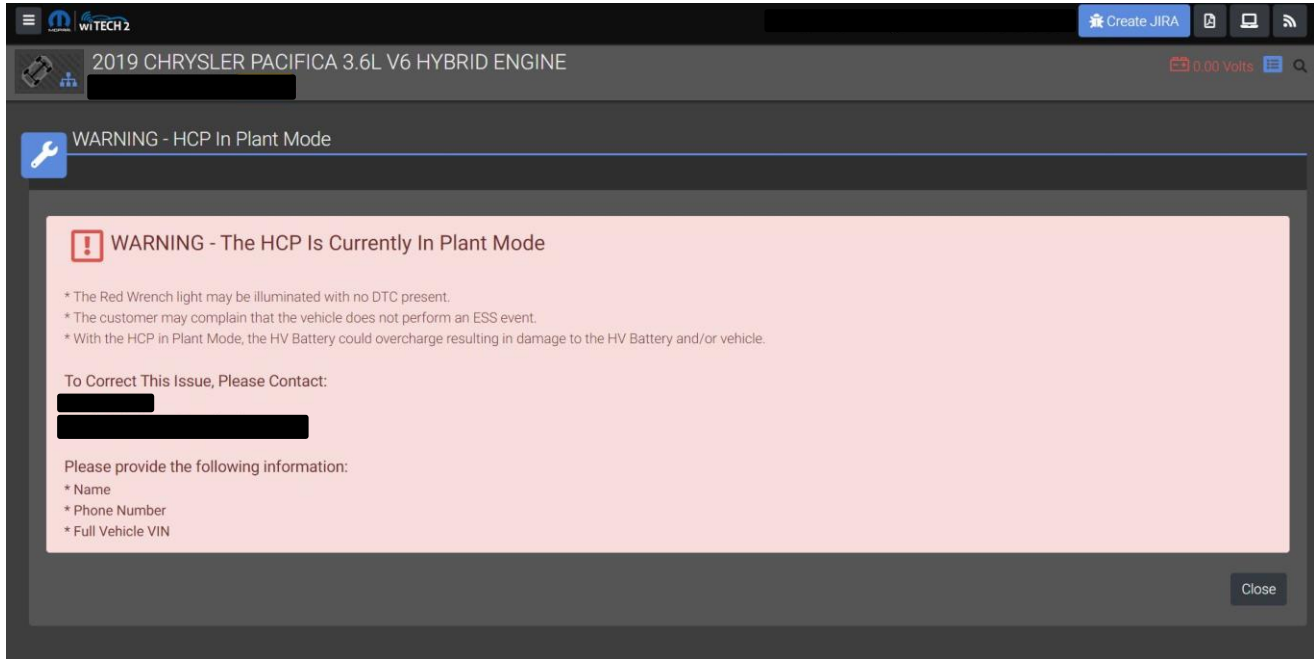 MOPAR wiTECH 2
Create JIRA
2019 CHRYSLER PACIFICA 3.6L V6 HYBRID ENGINE
0.00 Volts
WARNING - HCP In Plant Mode
WARNING - The HCP Is Currently In Plant Mode
* The Red Wrench light may be illuminated with no DTC present.
* The customer may complain that the vehicle does not perform an ESS event.
* With the HCP in Plant Mode, the HV Battery could overcharge resulting in damage to the HV Battery and/or vehicle.
To Correct This Issue, Please Contact:
Please provide the following information:
* Name
* Phone Number
* Full Vehicle VIN
Close